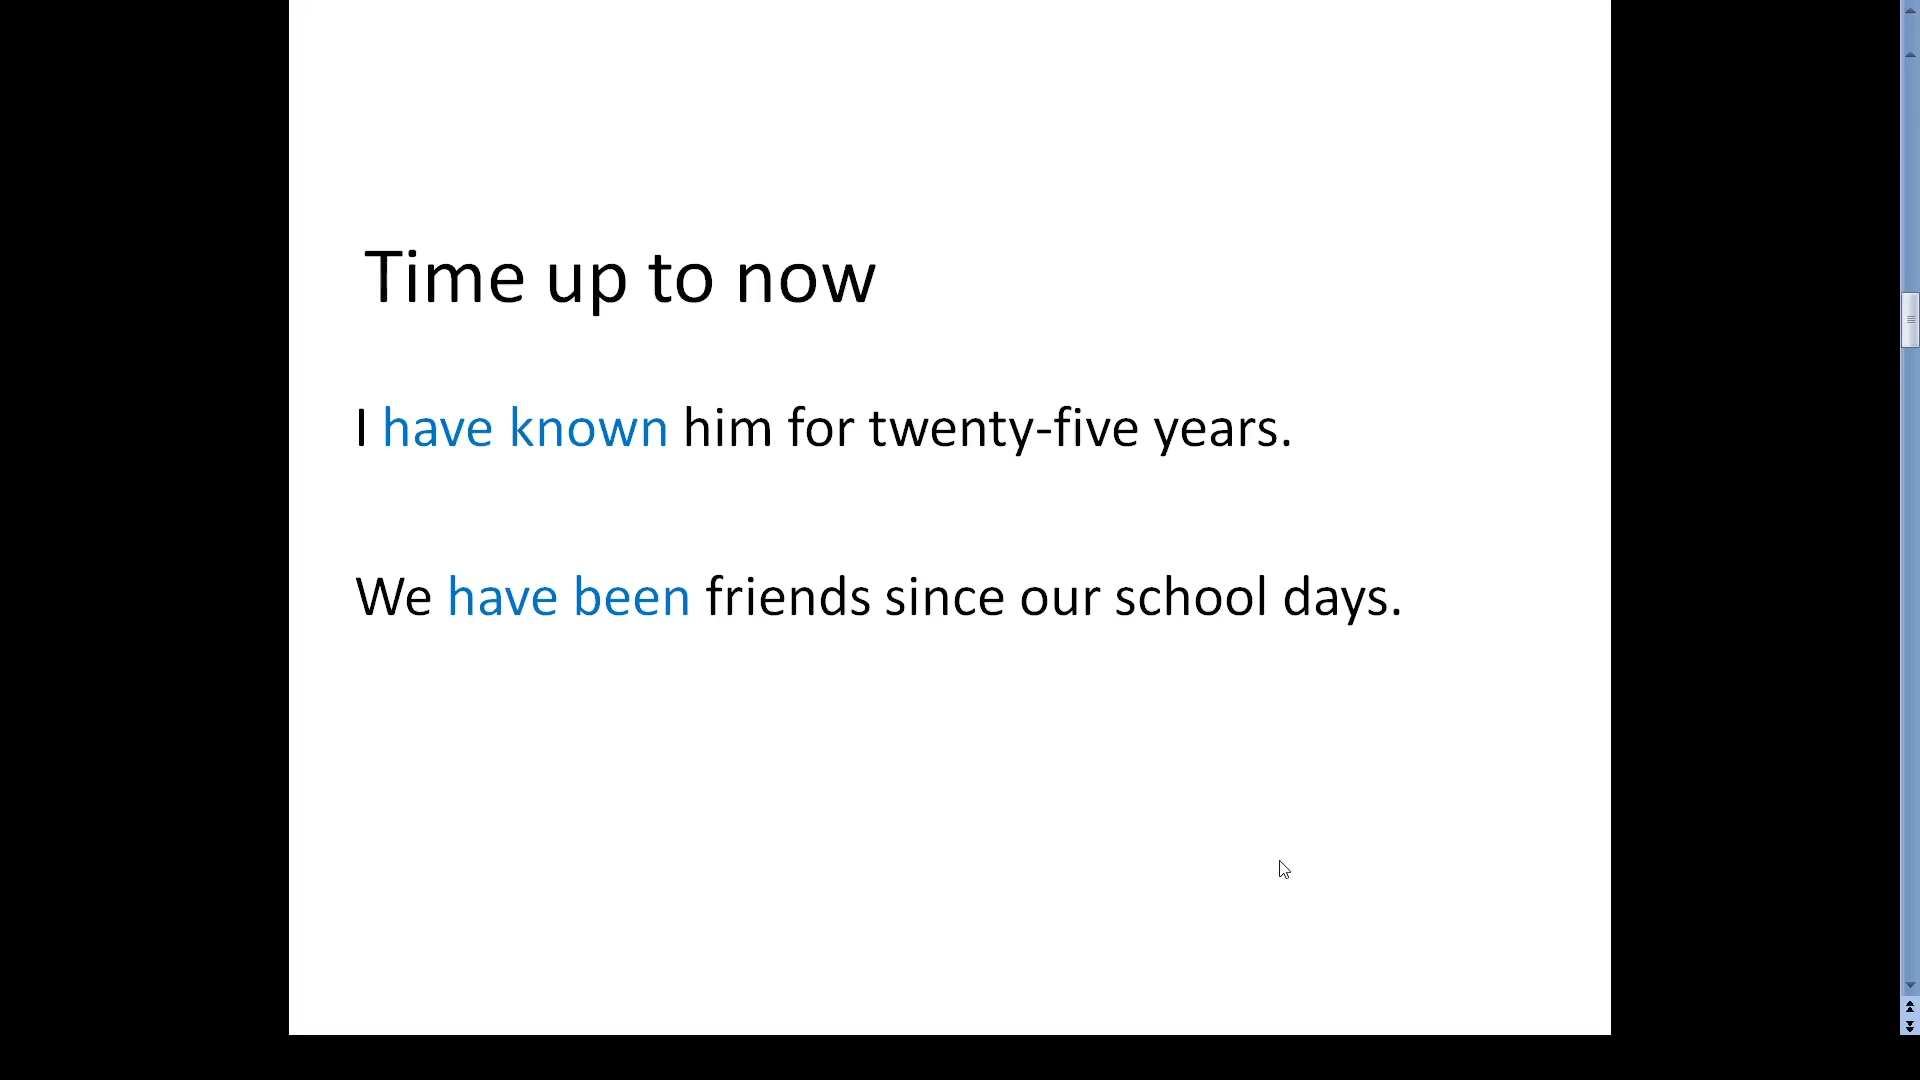 Time up to now
I have known him for twenty-five years.
We have been friends since our school days.